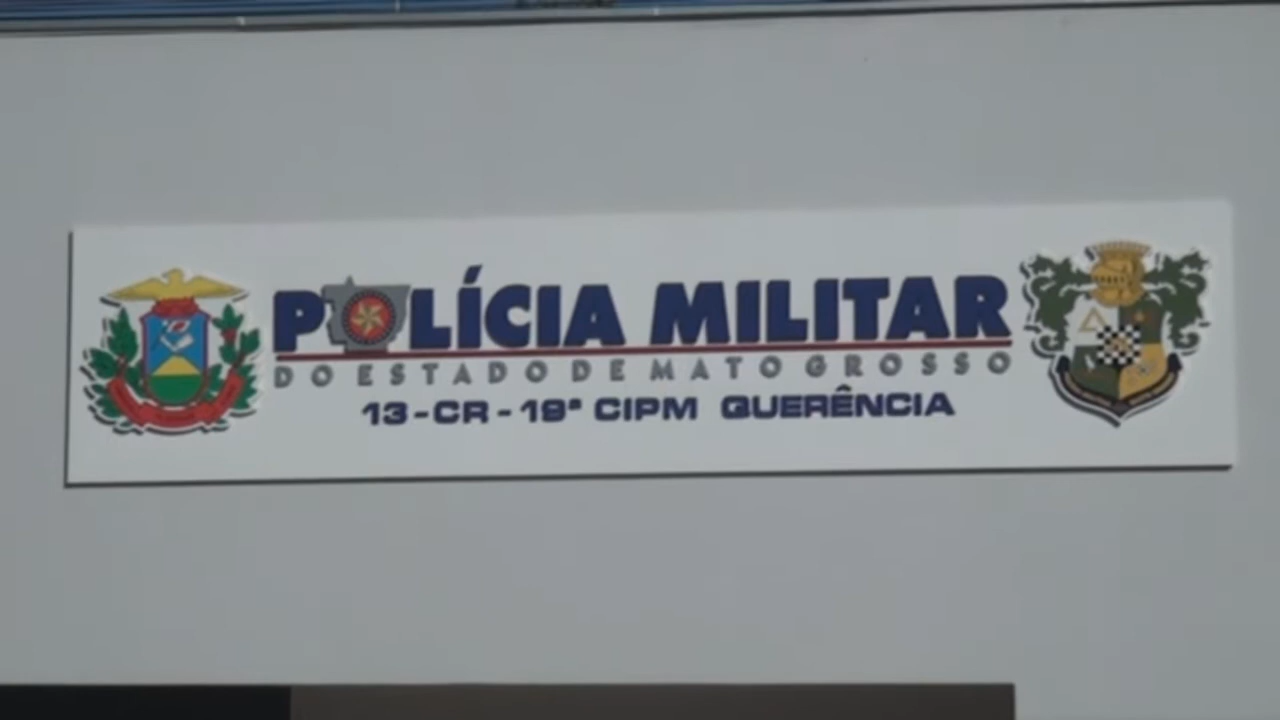 POLÍCIA MILITAR
DO ESTADO DE MATO GROSSO
13-CR-19ª CIPM QUERÊNCIA